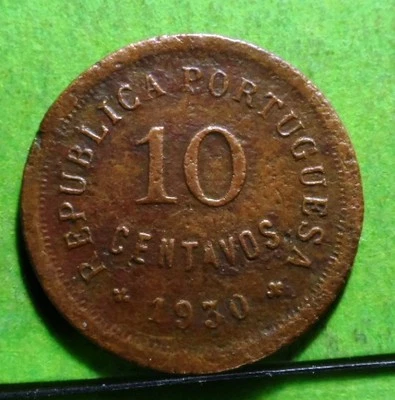 REPUBLICA PORTUGUESA
10
CENTAVOS
* 1930 *